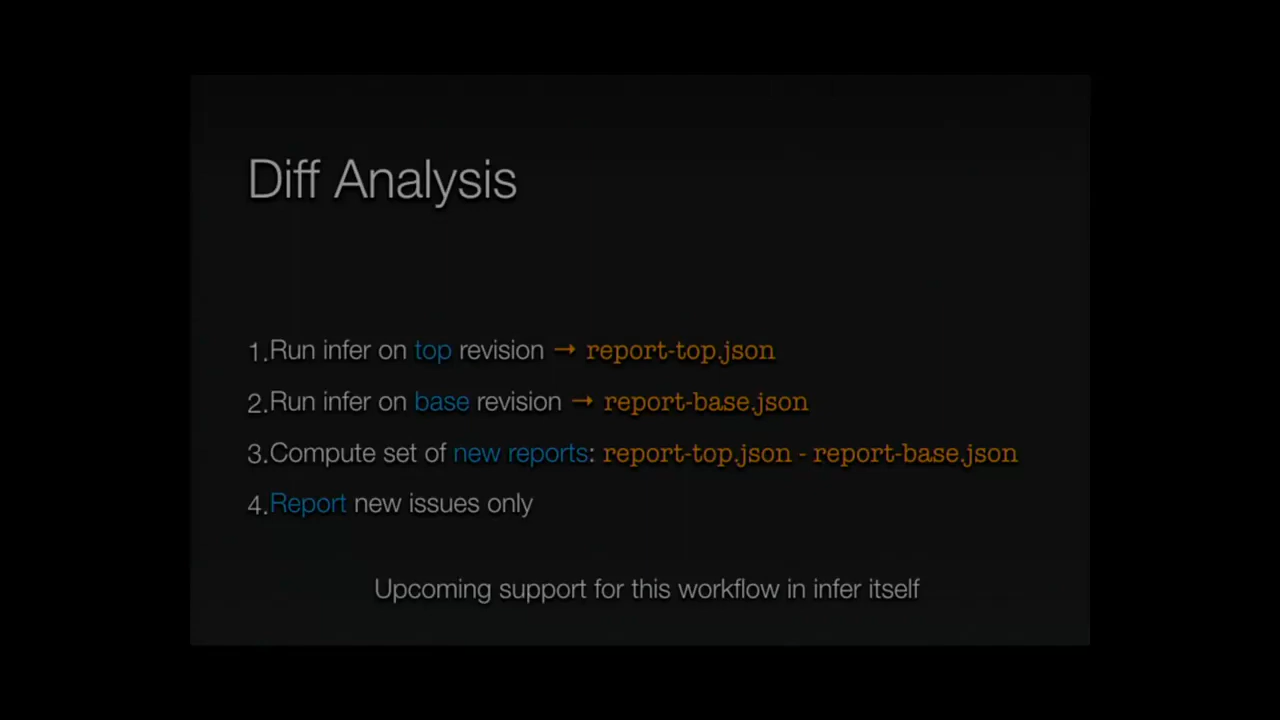 Diff Analysis
1.Run infer on top revision → report-top.json
2.Run infer on base revision → report-base.json
3.Compute set of new reports: report-top.json - report-base.json
4.Report new issues only
Upcoming support for this workflow in infer itself